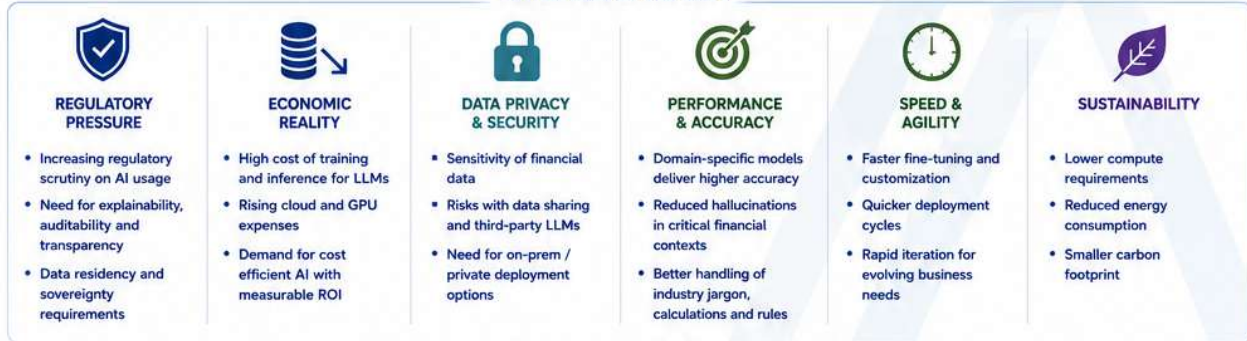 REGULATORY
PRESSURE
• Increasing regulatory
scrutiny on AI usage
• Need for explainability,
auditability and
transparency
• Data residency and
sovereignty
requirements
ECONOMIC
REALITY
• High cost of training
and inference for LLMs
• Rising cloud and GPU
expenses
• Demand for cost
efficient AI with
measurable ROI
DATA PRIVACY
& SECURITY
▪ Sensitivity of financial
data
▪ Risks with data sharing
and third-party LLMs
• Need for on-prem /
private deployment
options
PERFORMANCE
& ACCURACY
• Domain-specific models
deliver higher accuracy
• Reduced hallucinations
in critical financial
contexts
• Better handling of
industry jargon,
calculations and rules
SPEED &
AGILITY
• Faster fine-tuning and
customization
• Quicker deployment
cycles
• Rapid iteration for
evolving business
needs
SUSTAINABILITY
• Lower compute
requirements
• Reduced energy
consumption
• Smaller carbon
footprint